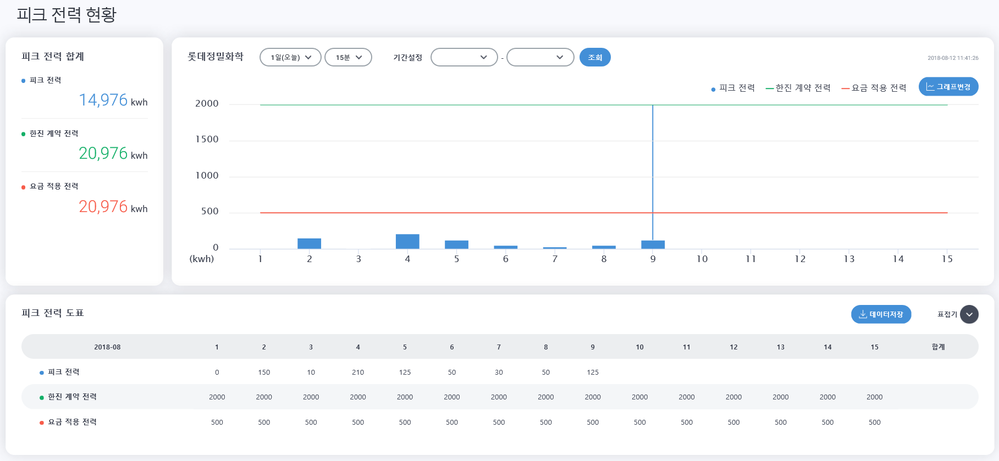 피크 전력 현황
피크 전력 합계
피크 전력
14,976 kwh
한진 계약 전력
20,976 kwh
요금 적용 전력
20,976 kwh
롯데정밀화학 1일(오늘) 15분 기간설정 - 조회 2018-08-12 11:41:26
피크 전력 한진 계약 전력 요금 적용 전력 그래프변경
2000
1500
1000
500
0
(kwh) 1 2 3 4 5 6 7 8 9 10 11 12 13 14 15
피크 전력 도표 데이터저장 표접기
2018-08 1 2 3 4 5 6 7 8 9 10 11 12 13 14 15 합계
피크 전력 0 150 10 210 125 50 30 50 125
한진 계약 전력 2000 2000 2000 2000 2000 2000 2000 2000 2000 2000 2000 2000 2000 2000 2000
요금 적용 전력 500 500 500 500 500 500 500 500 500 500 500 500 500 500 500